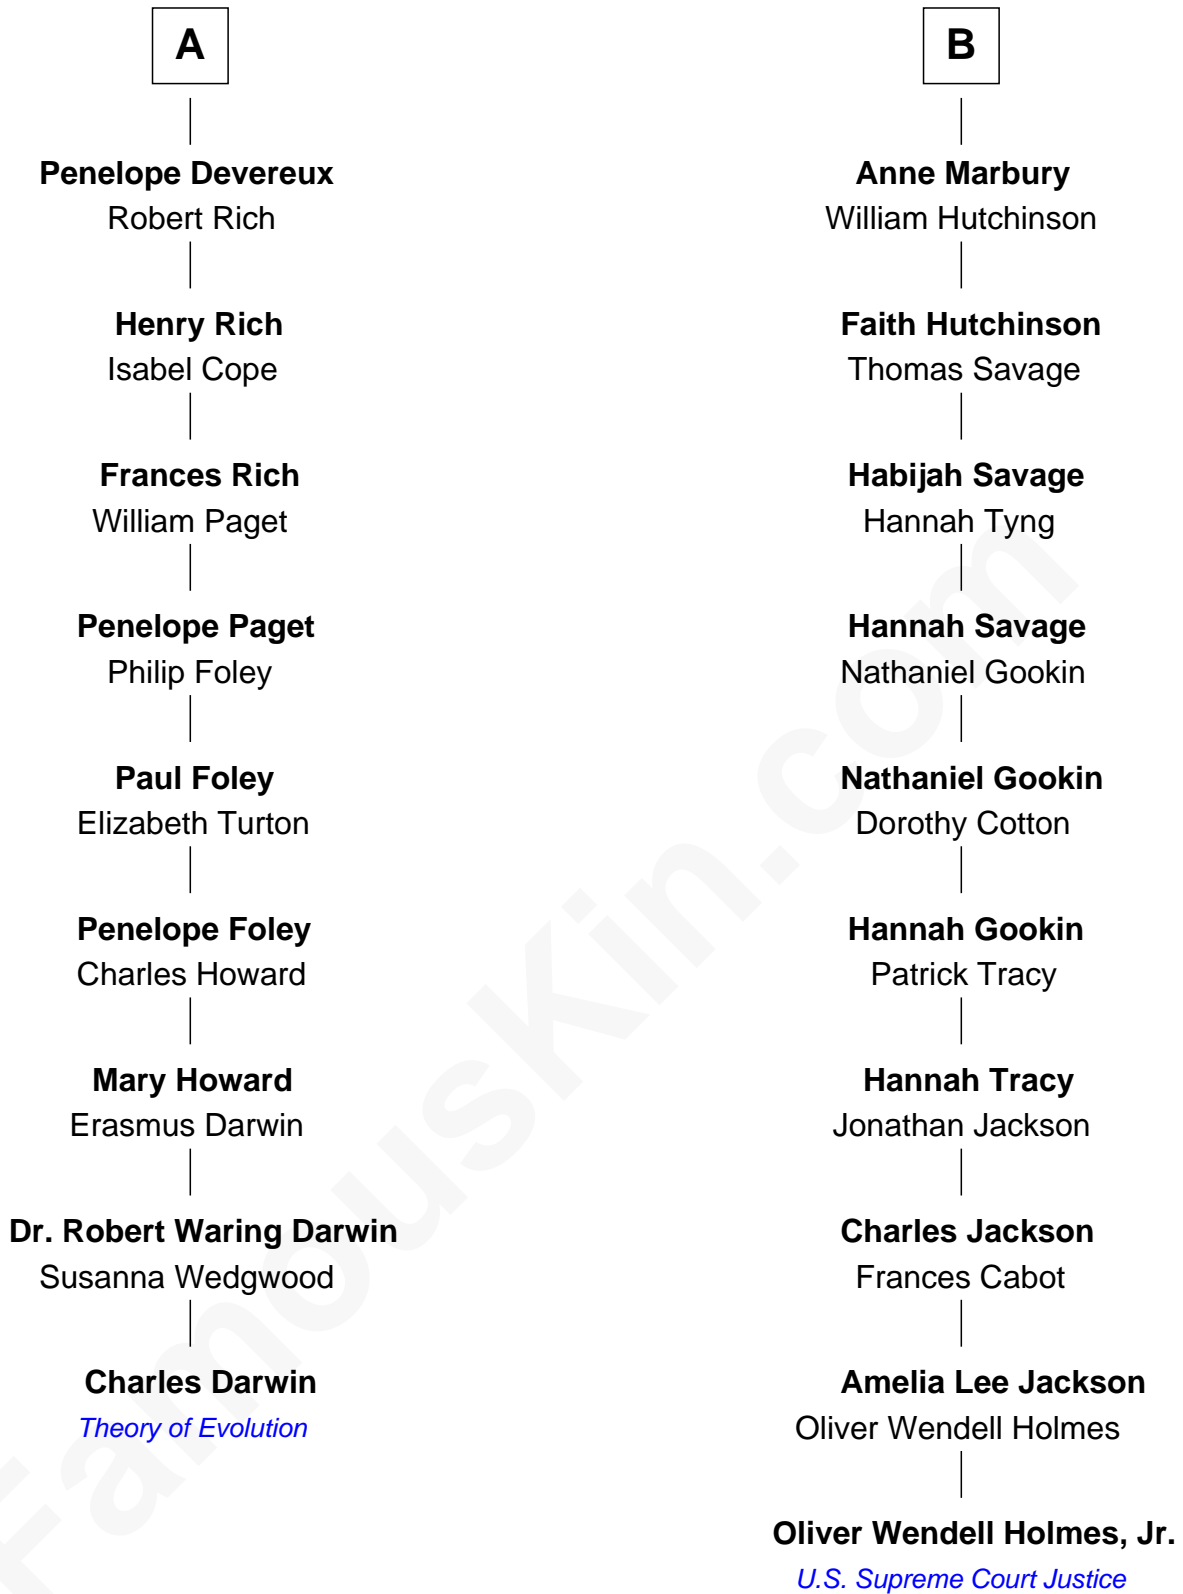 A
Penelope Devereux
Robert Rich
Henry Rich
Isabel Cope
Frances Rich
William Paget
Penelope Paget
Philip Foley
Paul Foley
Elizabeth Turton
Penelope Foley
Charles Howard
Mary Howard
Erasmus Darwin
Dr. Robert Waring Darwin
Susanna Wedgwood
Charles Darwin
Theory of Evolution
B
Anne Marbury
William Hutchinson
Faith Hutchinson
Thomas Savage
Habijah Savage
Hannah Tyng
Hannah Savage
Nathaniel Gookin
Nathaniel Gookin
Dorothy Cotton
Hannah Gookin
Patrick Tracy
Hannah Tracy
Jonathan Jackson
Charles Jackson
Frances Cabot
Amelia Lee Jackson
Oliver Wendell Holmes
Oliver Wendell Holmes, Jr.
U.S. Supreme Court Justice
FamousKin.com